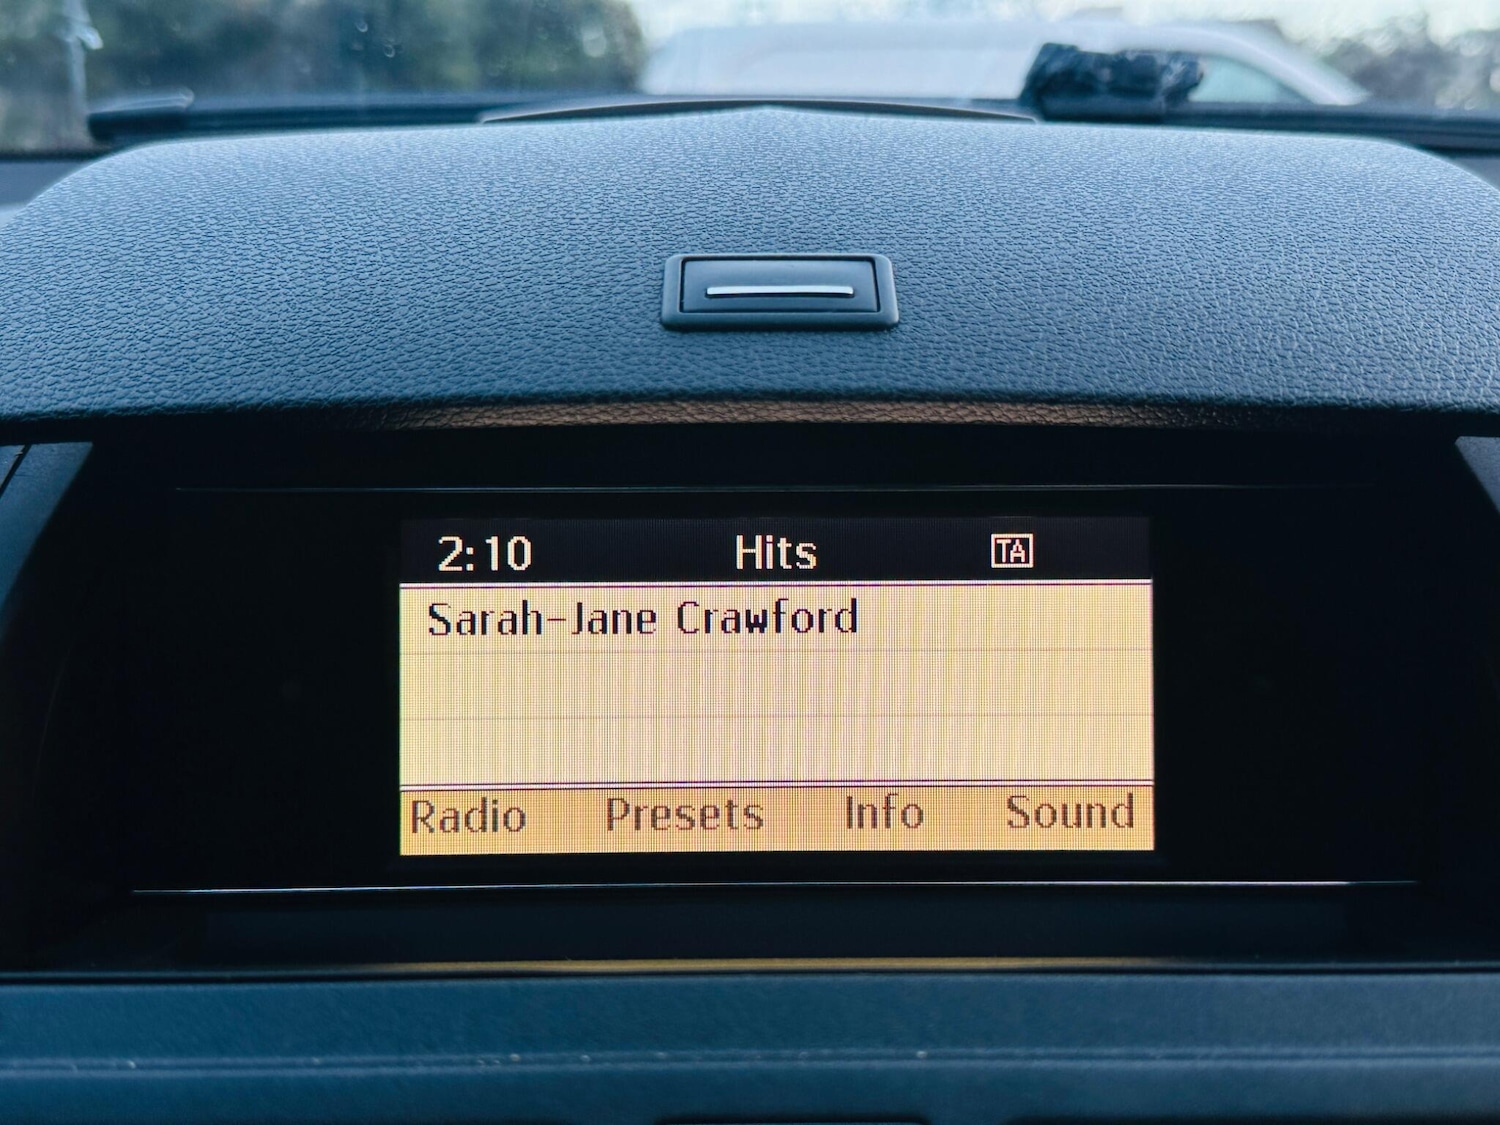 2:10 Hits TA
Sarah-Jane Crawford
Radio Presets Info Sound